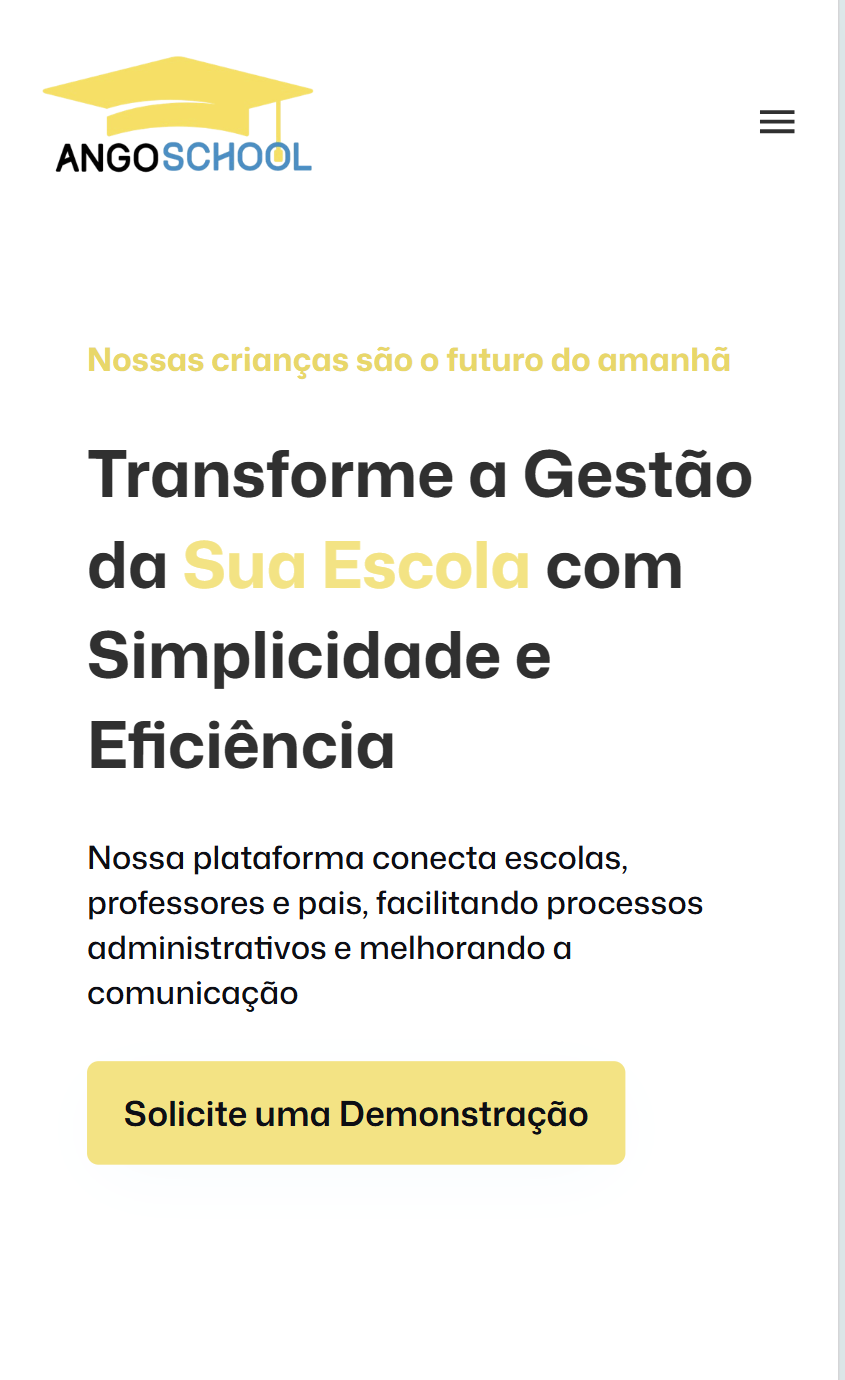 ANGOSCHOOL
Nossas crianças são o futuro do amanhã
Transforme a Gestão
da Sua Escola com
Simplicidade e
Eficiência
Nossa plataforma conecta escolas,
professores e pais, facilitando processos
administrativos e melhorando a
comunicação
Solicite uma Demonstração